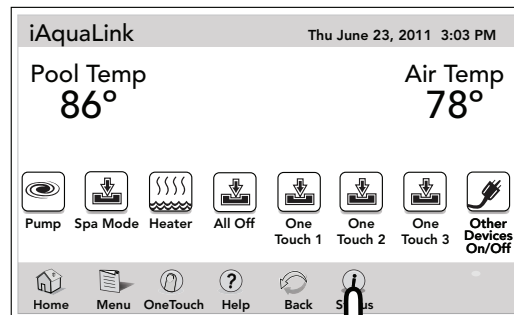 iAquaLink Thu June 23, 2011 3:03 PM
Pool Temp Air Temp
86° 78°
Pump Spa Mode Heater All Off One Touch 1 One Touch 2 One Touch 3 Other Devices On/Off
Home Menu OneTouch Help Back